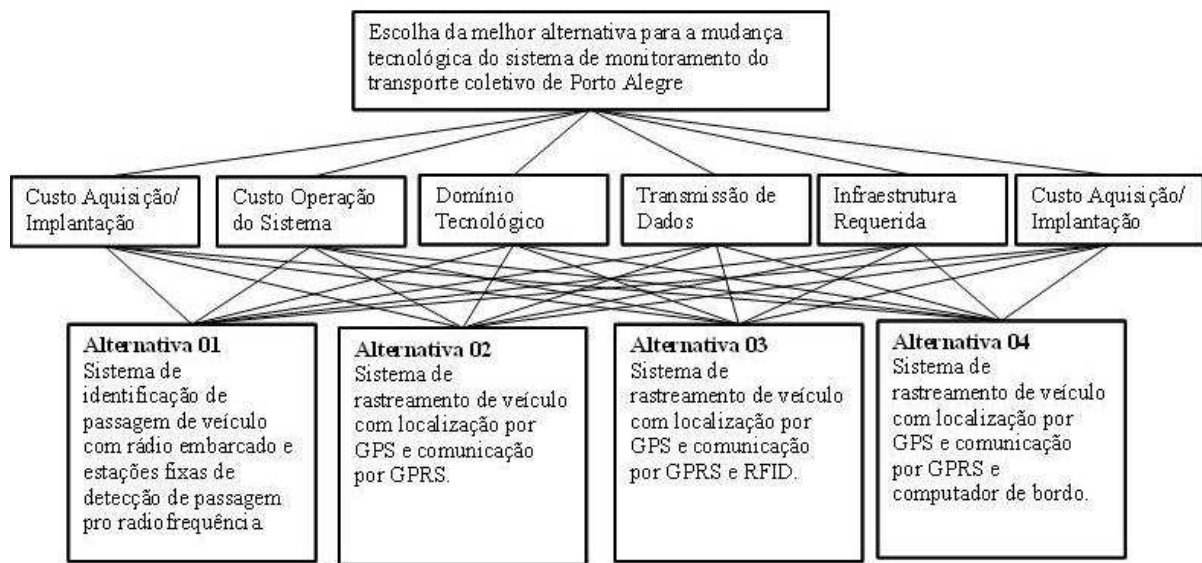 Escolha da melhor alternativa para a mudança
tecnológica do sistema de monitoramento do
transporte coletivo de Porto Alegre
Custo Aquisição/
Implantação
Custo Operação
do Sistema
Domínio
Tecnológico
Transmissão de
Dados
Infraestrutura
Requerida
Custo Aquisição/
Implantação
Alternativa 01
Sistema de
identificação de
passagem de veículo
com rádio embarcado e
estações fixas de
detecção de passagem
pro radiofrequência.
Alternativa 02
Sistema de
rastreamento de veículo
com localização por
GPS e comunicação
por GPRS.
Alternativa 03
Sistema de
rastreamento de veículo
com localização por
GPS e comunicação
por GPRS e RFID.
Alternativa 04
Sistema de
rastreamento de veículo
com localização por
GPS e comunicação
por GPRS e
computador de bordo.